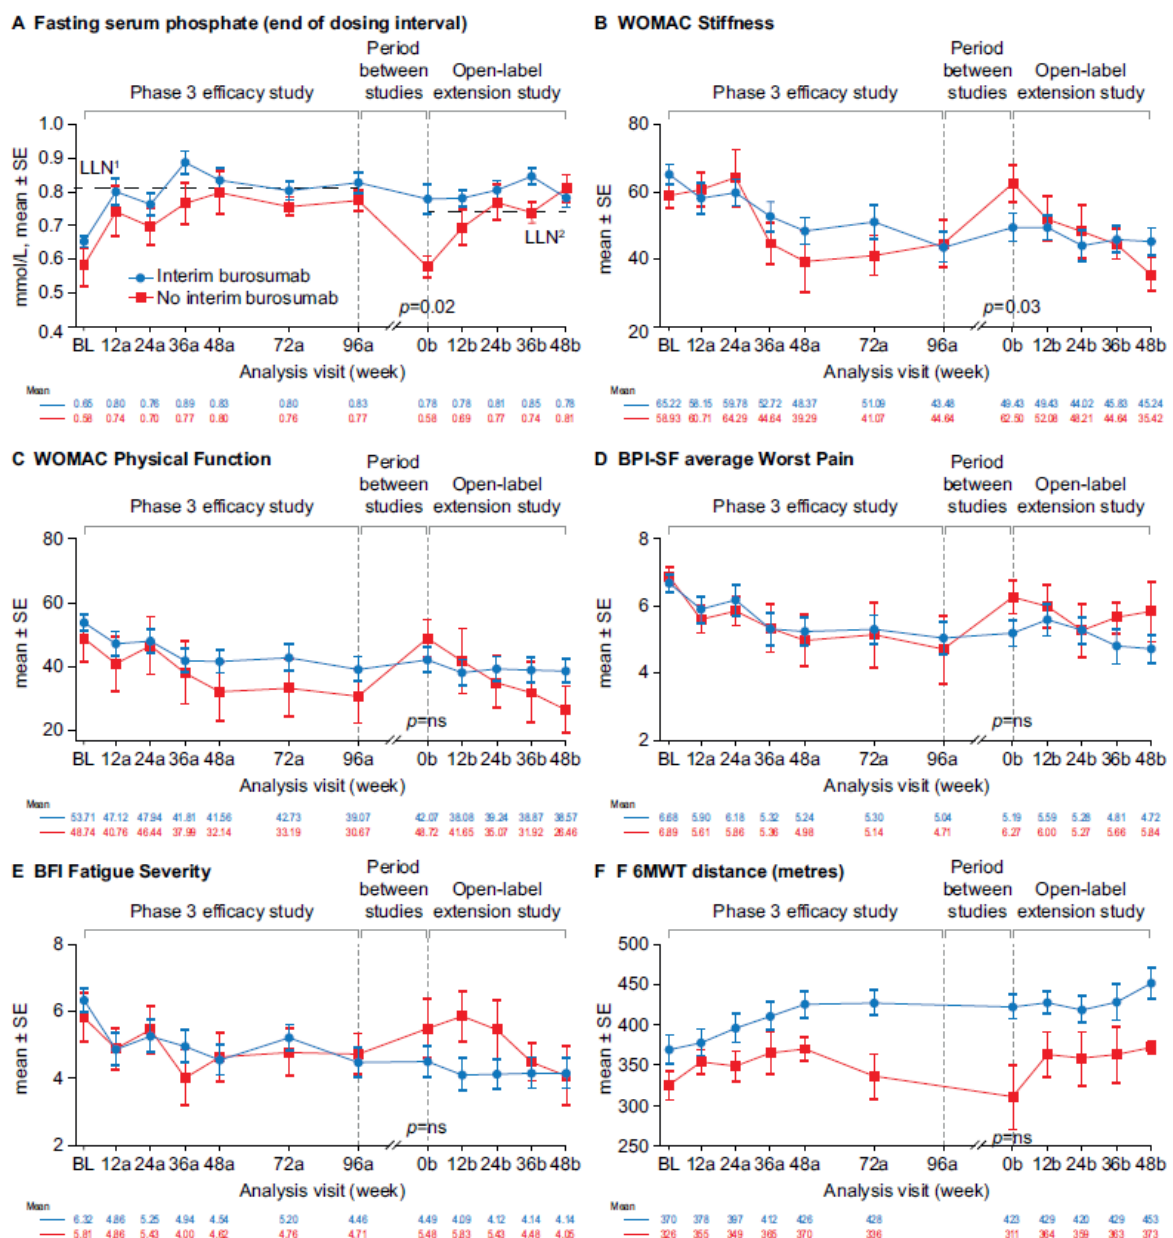 A Fasting serum phosphate (end of dosing interval)
Period between studies
Phase 3 efficacy study
Open-label extension study
mmol/L, mean ± SE
1.0
0.9
0.8
0.7
0.6
0.5
0.4
LLN1
LLN2
Interim burosumab
No interim burosumab
p=0.02
BL 12a 24a 36a 48a 72a 96a 0b 12b 24b 36b 48b
Analysis visit (week)
Mean
0.65 0.80 0.76 0.89 0.83 0.80 0.83 0.78 0.78 0.81 0.85 0.78
0.58 0.74 0.70 0.77 0.80 0.76 0.77 0.58 0.69 0.77 0.74 0.81
B WOMAC Stiffness
Period between studies
Phase 3 efficacy study
Open-label extension study
mean ± SE
80
60
40
20
p=0.03
BL 12a 24a 36a 48a 72a 96a 0b 12b 24b 36b 48b
Analysis visit (week)
Mean
65.22 58.15 59.78 52.72 48.37 51.09 43.48 49.43 49.43 44.02 45.83 45.24
58.93 60.71 64.29 44.64 39.29 41.07 44.64 62.50 52.08 48.21 44.64 35.42
C WOMAC Physical Function
Period between studies
Phase 3 efficacy study
Open-label extension study
mean ± SE
80
60
40
20
p=ns
BL 12a 24a 36a 48a 72a 96a 0b 12b 24b 36b 48b
Analysis visit (week)
Mean
53.71 47.12 47.94 41.81 41.56 42.73 39.07 42.07 38.08 39.24 38.87 38.57
48.74 40.76 46.44 37.99 32.14 33.19 30.67 48.72 41.65 35.07 31.92 26.46
D BPI-SF average Worst Pain
Period between studies
Phase 3 efficacy study
Open-label extension study
mean ± SE
8
6
4
2
p=ns
BL 12a 24a 36a 48a 72a 96a 0b 12b 24b 36b 48b
Analysis visit (week)
Mean
6.68 5.90 6.18 5.32 5.24 5.30 5.04 5.19 5.59 5.28 4.81 4.72
6.89 5.61 5.86 5.36 4.98 5.14 4.71 6.27 6.00 5.27 5.66 5.84
E BFI Fatigue Severity
Period between studies
Phase 3 efficacy study
Open-label extension study
mean ± SE
8
6
4
2
p=ns
BL 12a 24a 36a 48a 72a 96a 0b 12b 24b 36b 48b
Analysis visit (week)
Mean
6.32 4.86 5.25 4.94 4.54 5.20 4.46 4.49 4.09 4.12 4.14 4.14
5.81 4.86 5.43 4.00 4.62 4.76 4.71 5.48 5.83 5.43 4.48 4.05
F F 6MWT distance (metres)
Period between studies
Phase 3 efficacy study
Open-label extension study
mean ± SE
500
450
400
350
300
250
p=ns
BL 12a 24a 36a 48a 72a 96a 0b 12b 24b 36b 48b
Analysis visit (week)
Mean
370 378 397 412 426 428 423 429 420 429 453
326 355 349 365 370 336 311 364 359 363 373